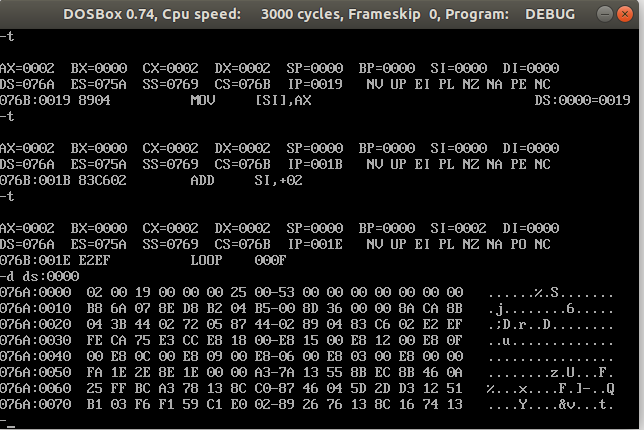 DOSBox 0.74, Cpu speed: 3000 cycles, Frameskip 0, Program: DEBUG
-t
AX=0002 BX=0000 CX=0002 DX=0002 SP=0000 BP=0000 SI=0000 DI=0000
DS=076A ES=075A SS=0769 CS=076B IP=0019 NV UP EI PL NZ NA PE NC
076B:0019 8904 MOV [SI],AX DS:0000=0019
-t
AX=0002 BX=0000 CX=0002 DX=0002 SP=0000 BP=0000 SI=0000 DI=0000
DS=076A ES=075A SS=0769 CS=076B IP=001B NV UP EI PL NZ NA PE NC
076B:001B 83C602 ADD SI,+02
-t
AX=0002 BX=0000 CX=0002 DX=0002 SP=0000 BP=0000 SI=0002 DI=0000
DS=076A ES=075A SS=0769 CS=076B IP=001E NV UP EI PL NZ NA PO NC
076B:001E E2EF LOOP 000F
-d ds:0000
076A:0000 02 00 19 00 00 00 25 00-53 00 00 00 00 00 00 00 ......%.S.......
076A:0010 B8 6A 07 8E D8 B2 04 B5-00 8D 36 00 00 8A CA 8B .j........6.....
076A:0020 04 3B 44 02 72 05 87 44-02 89 04 83 C6 02 E2 EF .;D.r..D........
076A:0030 FE CA 75 E3 CC E8 18 00-E8 15 00 E8 12 00 E8 0F ..u.............
076A:0040 00 E8 0C 00 E8 09 00 E8-06 00 E8 03 00 E8 00 00 ................
076A:0050 FA 1E 2E 8E 1E 00 00 A3-7A 13 55 8B EC 8B 46 0A ........z.U...F.
076A:0060 25 FF BC A3 78 13 8C C0-87 46 04 5D 2D D3 12 51 %...x....F.]-..Q
076A:0070 B1 03 F6 F1 59 C1 E0 02-89 26 76 13 8C 16 74 13 ....Y....&v...t.
-